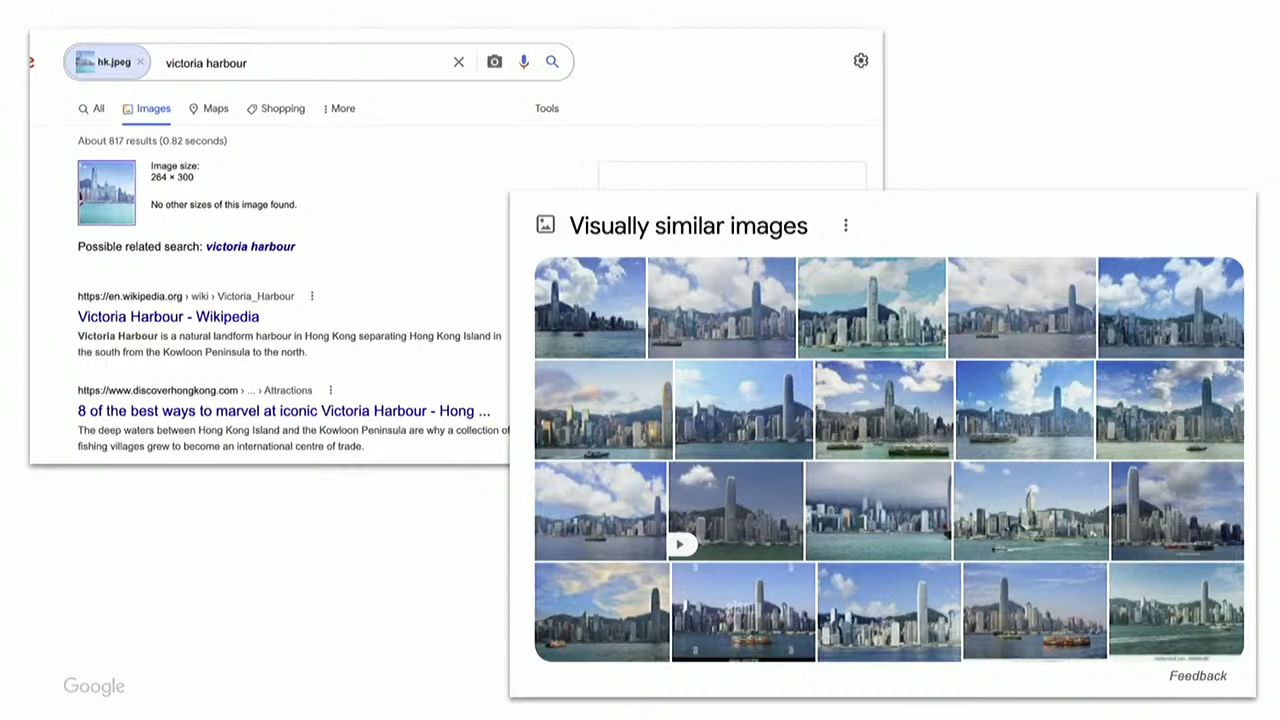 hk.jpeg × victoria harbour
All Images Maps Shopping More Tools
About 817 results (0.82 seconds)
Image size:
264 × 300
No other sizes of this image found.
Possible related search: victoria harbour
https://en.wikipedia.org › wiki › Victoria_Harbour
Victoria Harbour - Wikipedia
Victoria Harbour is a natural landform harbour in Hong Kong separating Hong Kong Island in
the south from the Kowloon Peninsula to the north.
https://www.discoverhongkong.com › ... › Attractions
8 of the best ways to marvel at iconic Victoria Harbour - Hong ...
The deep waters between Hong Kong Island and the Kowloon Peninsula are why a collection of
fishing villages grew to become an international centre of trade.
Visually similar images
Feedback
Google